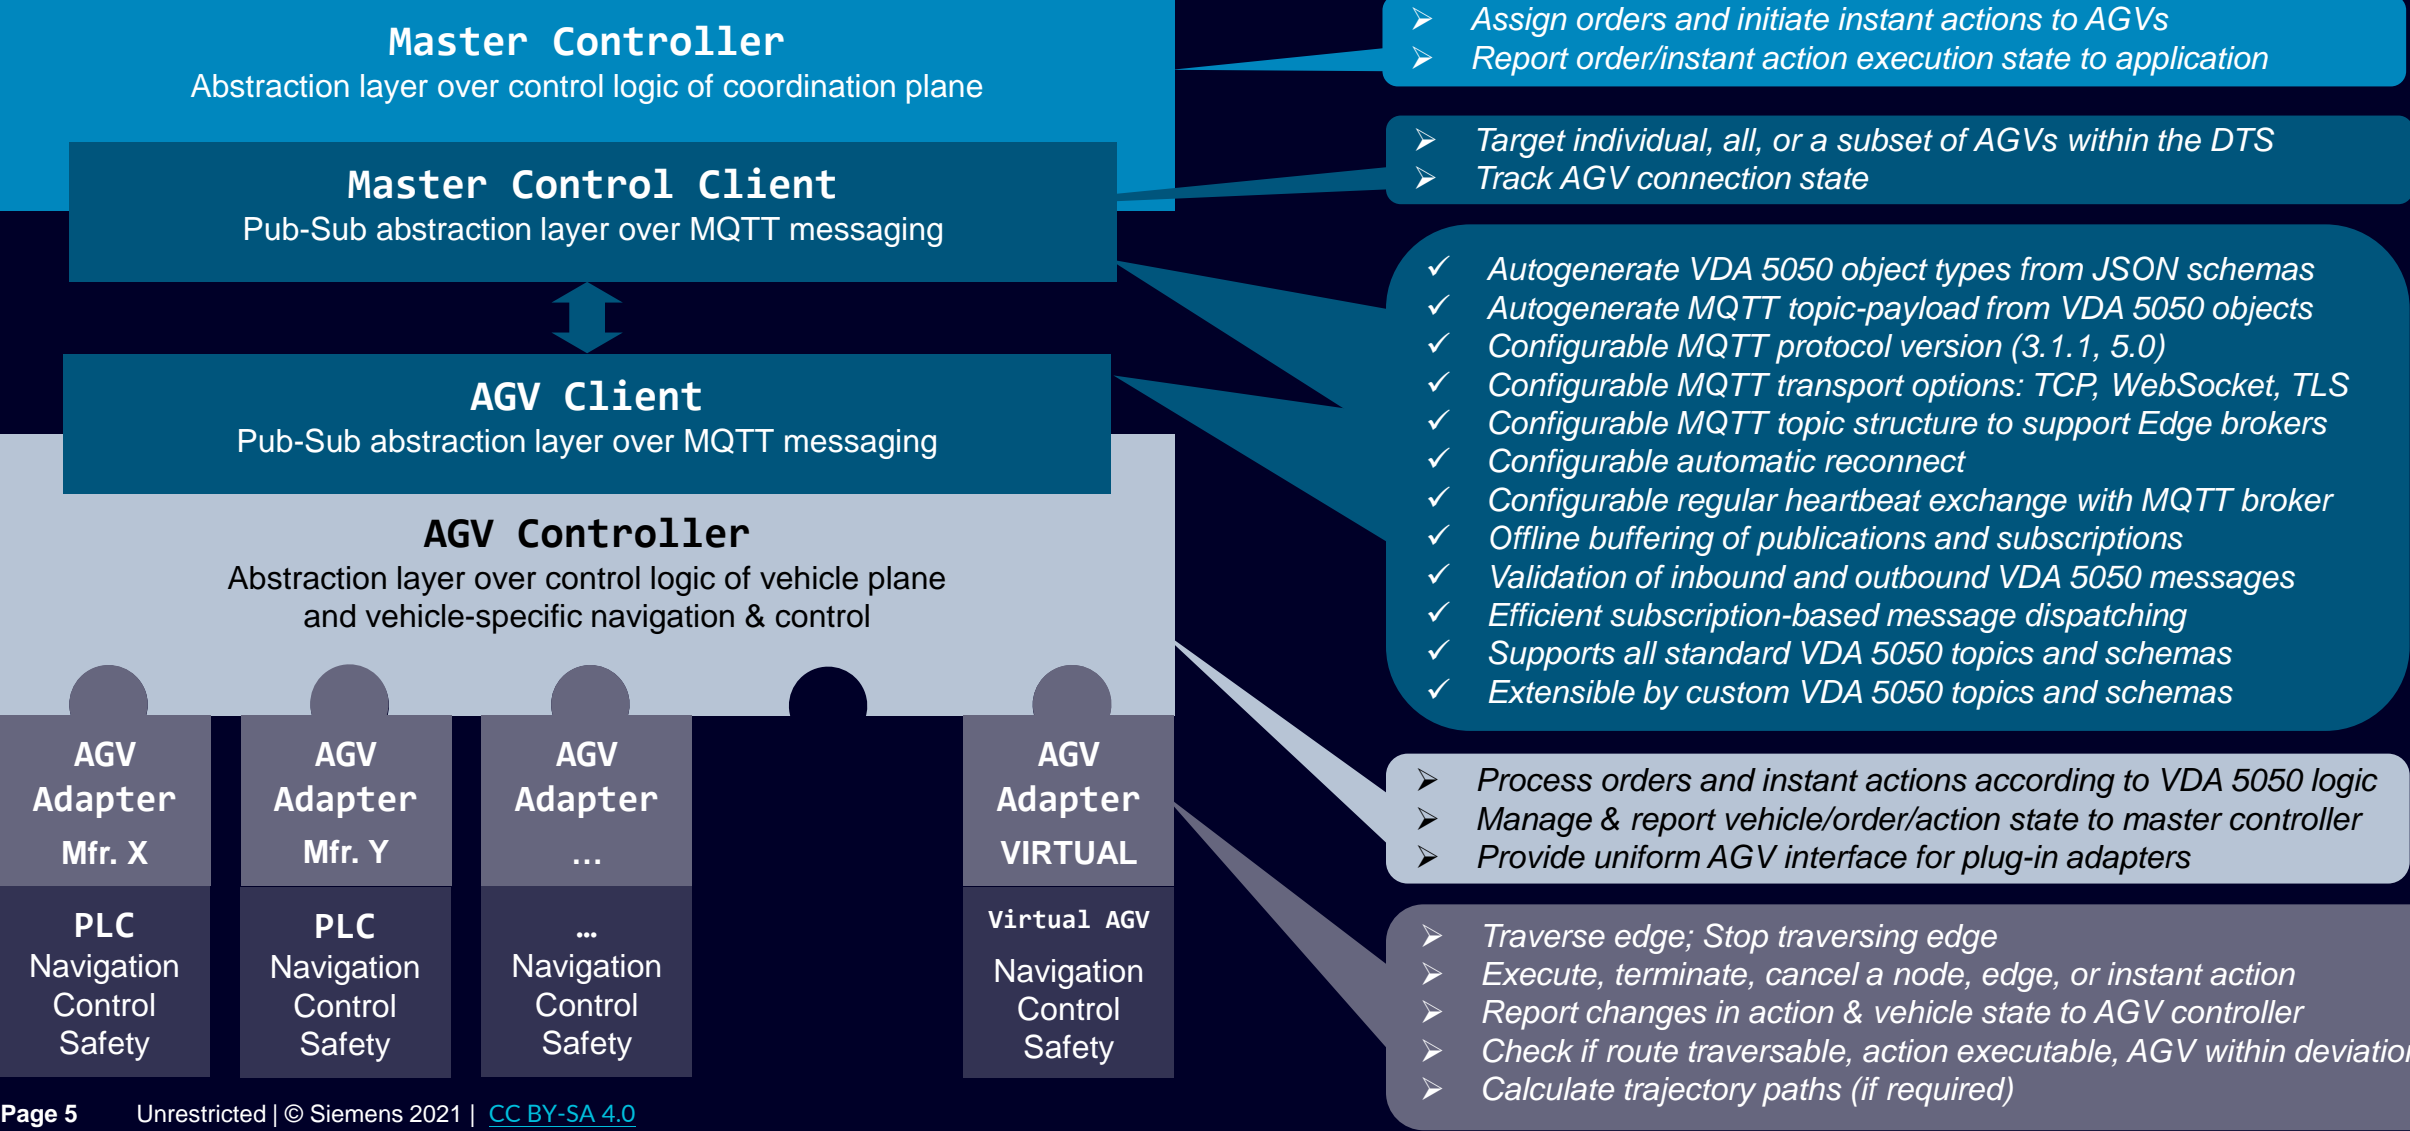 Master Controller
Abstraction layer over control logic of coordination plane
Master Control Client
Pub-Sub abstraction layer over MQTT messaging
AGV Client
Pub-Sub abstraction layer over MQTT messaging
AGV Controller
Abstraction layer over control logic of vehicle plane
and vehicle-specific navigation & control
AGV
Adapter
Mfr. X
AGV
Adapter
Mfr. Y
AGV
Adapter
...
AGV
Adapter
VIRTUAL
PLC
Navigation
Control
Safety
PLC
Navigation
Control
Safety
…
Navigation
Control
Safety
Virtual AGV
Navigation
Control
Safety
➢ Assign orders and initiate instant actions to AGVs
➢ Report order/instant action execution state to application
➢ Target individual, all, or a subset of AGVs within the DTS
➢ Track AGV connection state
✓ Autogenerate VDA 5050 object types from JSON schemas
✓ Autogenerate MQTT topic-payload from VDA 5050 objects
✓ Configurable MQTT protocol version (3.1.1, 5.0)
✓ Configurable MQTT transport options: TCP, WebSocket, TLS
✓ Configurable MQTT topic structure to support Edge brokers
✓ Configurable automatic reconnect
✓ Configurable regular heartbeat exchange with MQTT broker
✓ Offline buffering of publications and subscriptions
✓ Validation of inbound and outbound VDA 5050 messages
✓ Efficient subscription-based message dispatching
✓ Supports all standard VDA 5050 topics and schemas
✓ Extensible by custom VDA 5050 topics and schemas
➢ Process orders and instant actions according to VDA 5050 logic
➢ Manage & report vehicle/order/action state to master controller
➢ Provide uniform AGV interface for plug-in adapters
➢ Traverse edge; Stop traversing edge
➢ Execute, terminate, cancel a node, edge, or instant action
➢ Report changes in action & vehicle state to AGV controller
➢ Check if route traversable, action executable, AGV within deviation
➢ Calculate trajectory paths (if required)
Page 5 Unrestricted | © Siemens 2021 | CC BY-SA 4.0